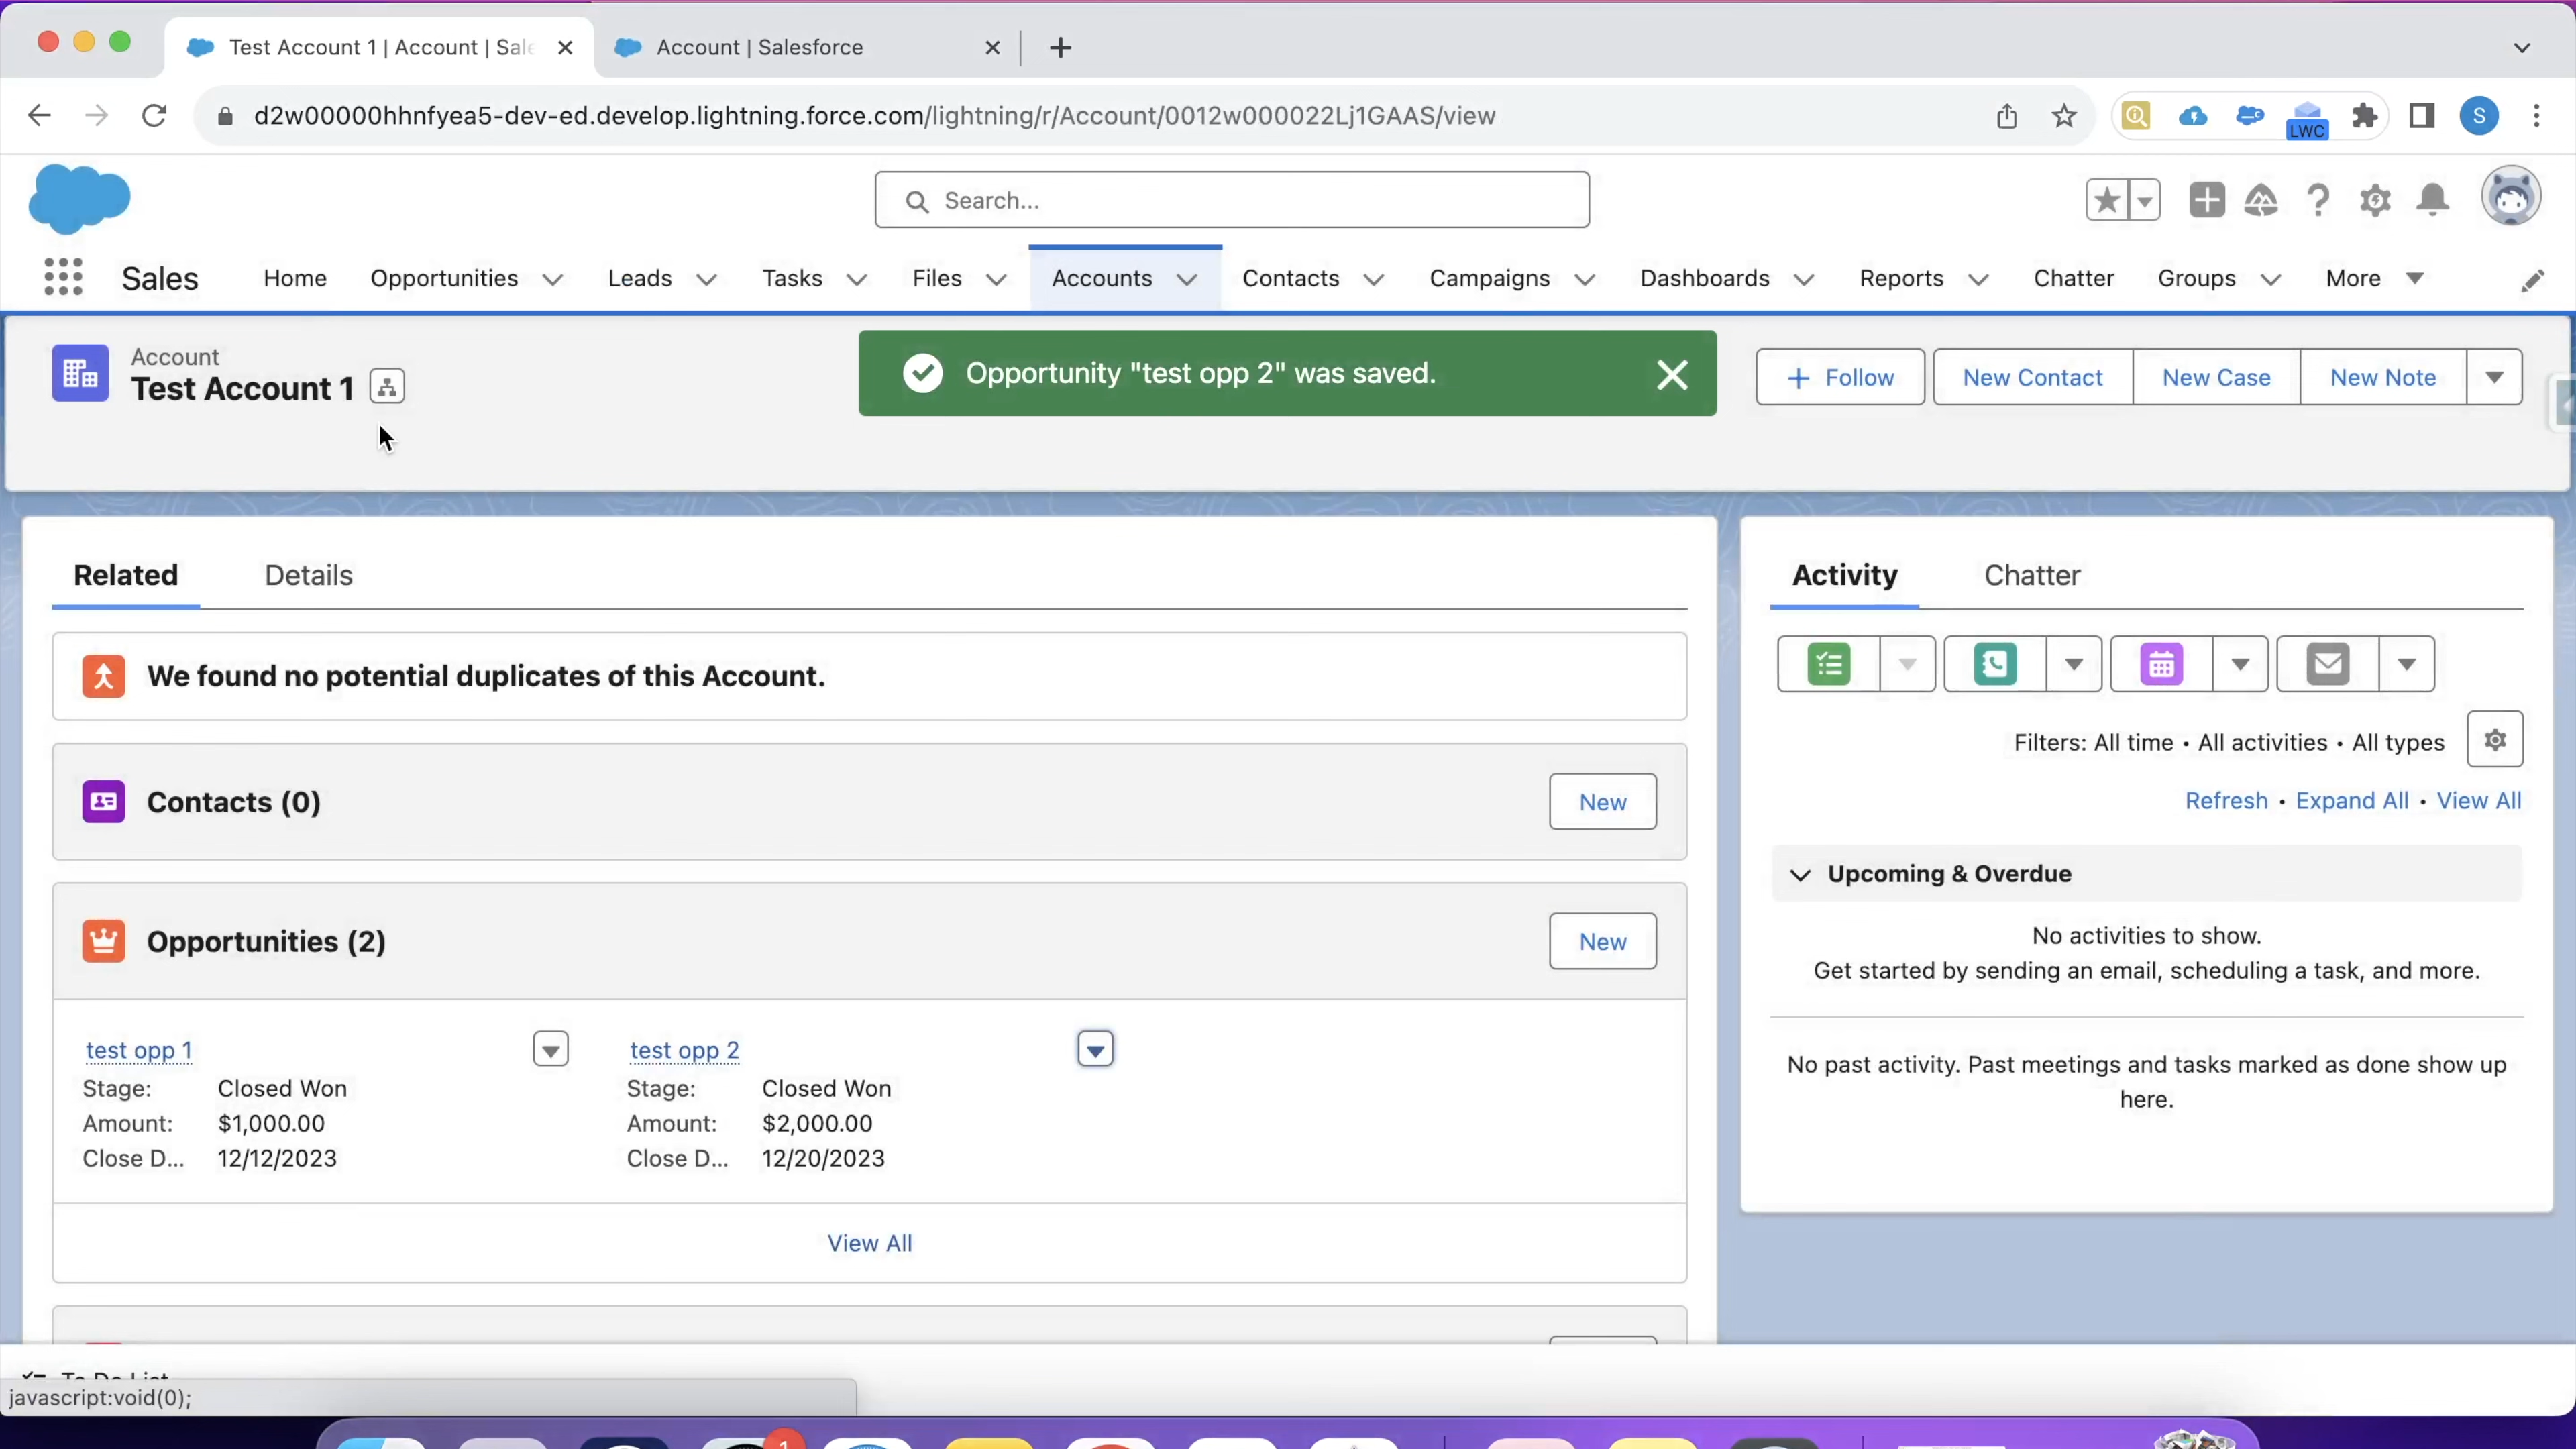 Test Account 1 | Account | Sale
Account | Salesforce
d2w00000hhnfyea5-dev-ed.develop.lightning.force.com/lightning/r/Account/0012w000022Lj1GAAS/view
LWC
S
Search...
Sales
Home
Opportunities
Leads
Tasks
Files
Accounts
Contacts
Campaigns
Dashboards
Reports
Chatter
Groups
More
Account
Test Account 1
Opportunity "test opp 2" was saved.
Follow
New Contact
New Case
New Note
Related
Details
We found no potential duplicates of this Account.
Contacts (0)
New
Opportunities (2)
New
test opp 1
Stage: Closed Won
Amount: $1,000.00
Close D... 12/12/2023
test opp 2
Stage: Closed Won
Amount: $2,000.00
Close D... 12/20/2023
View All
Activity
Chatter
Filters: All time • All activities • All types
Refresh • Expand All • View All
Upcoming & Overdue
No activities to show.
Get started by sending an email, scheduling a task, and more.
No past activity. Past meetings and tasks marked as done show up
here.
To Do List
javascript:void(0);
1